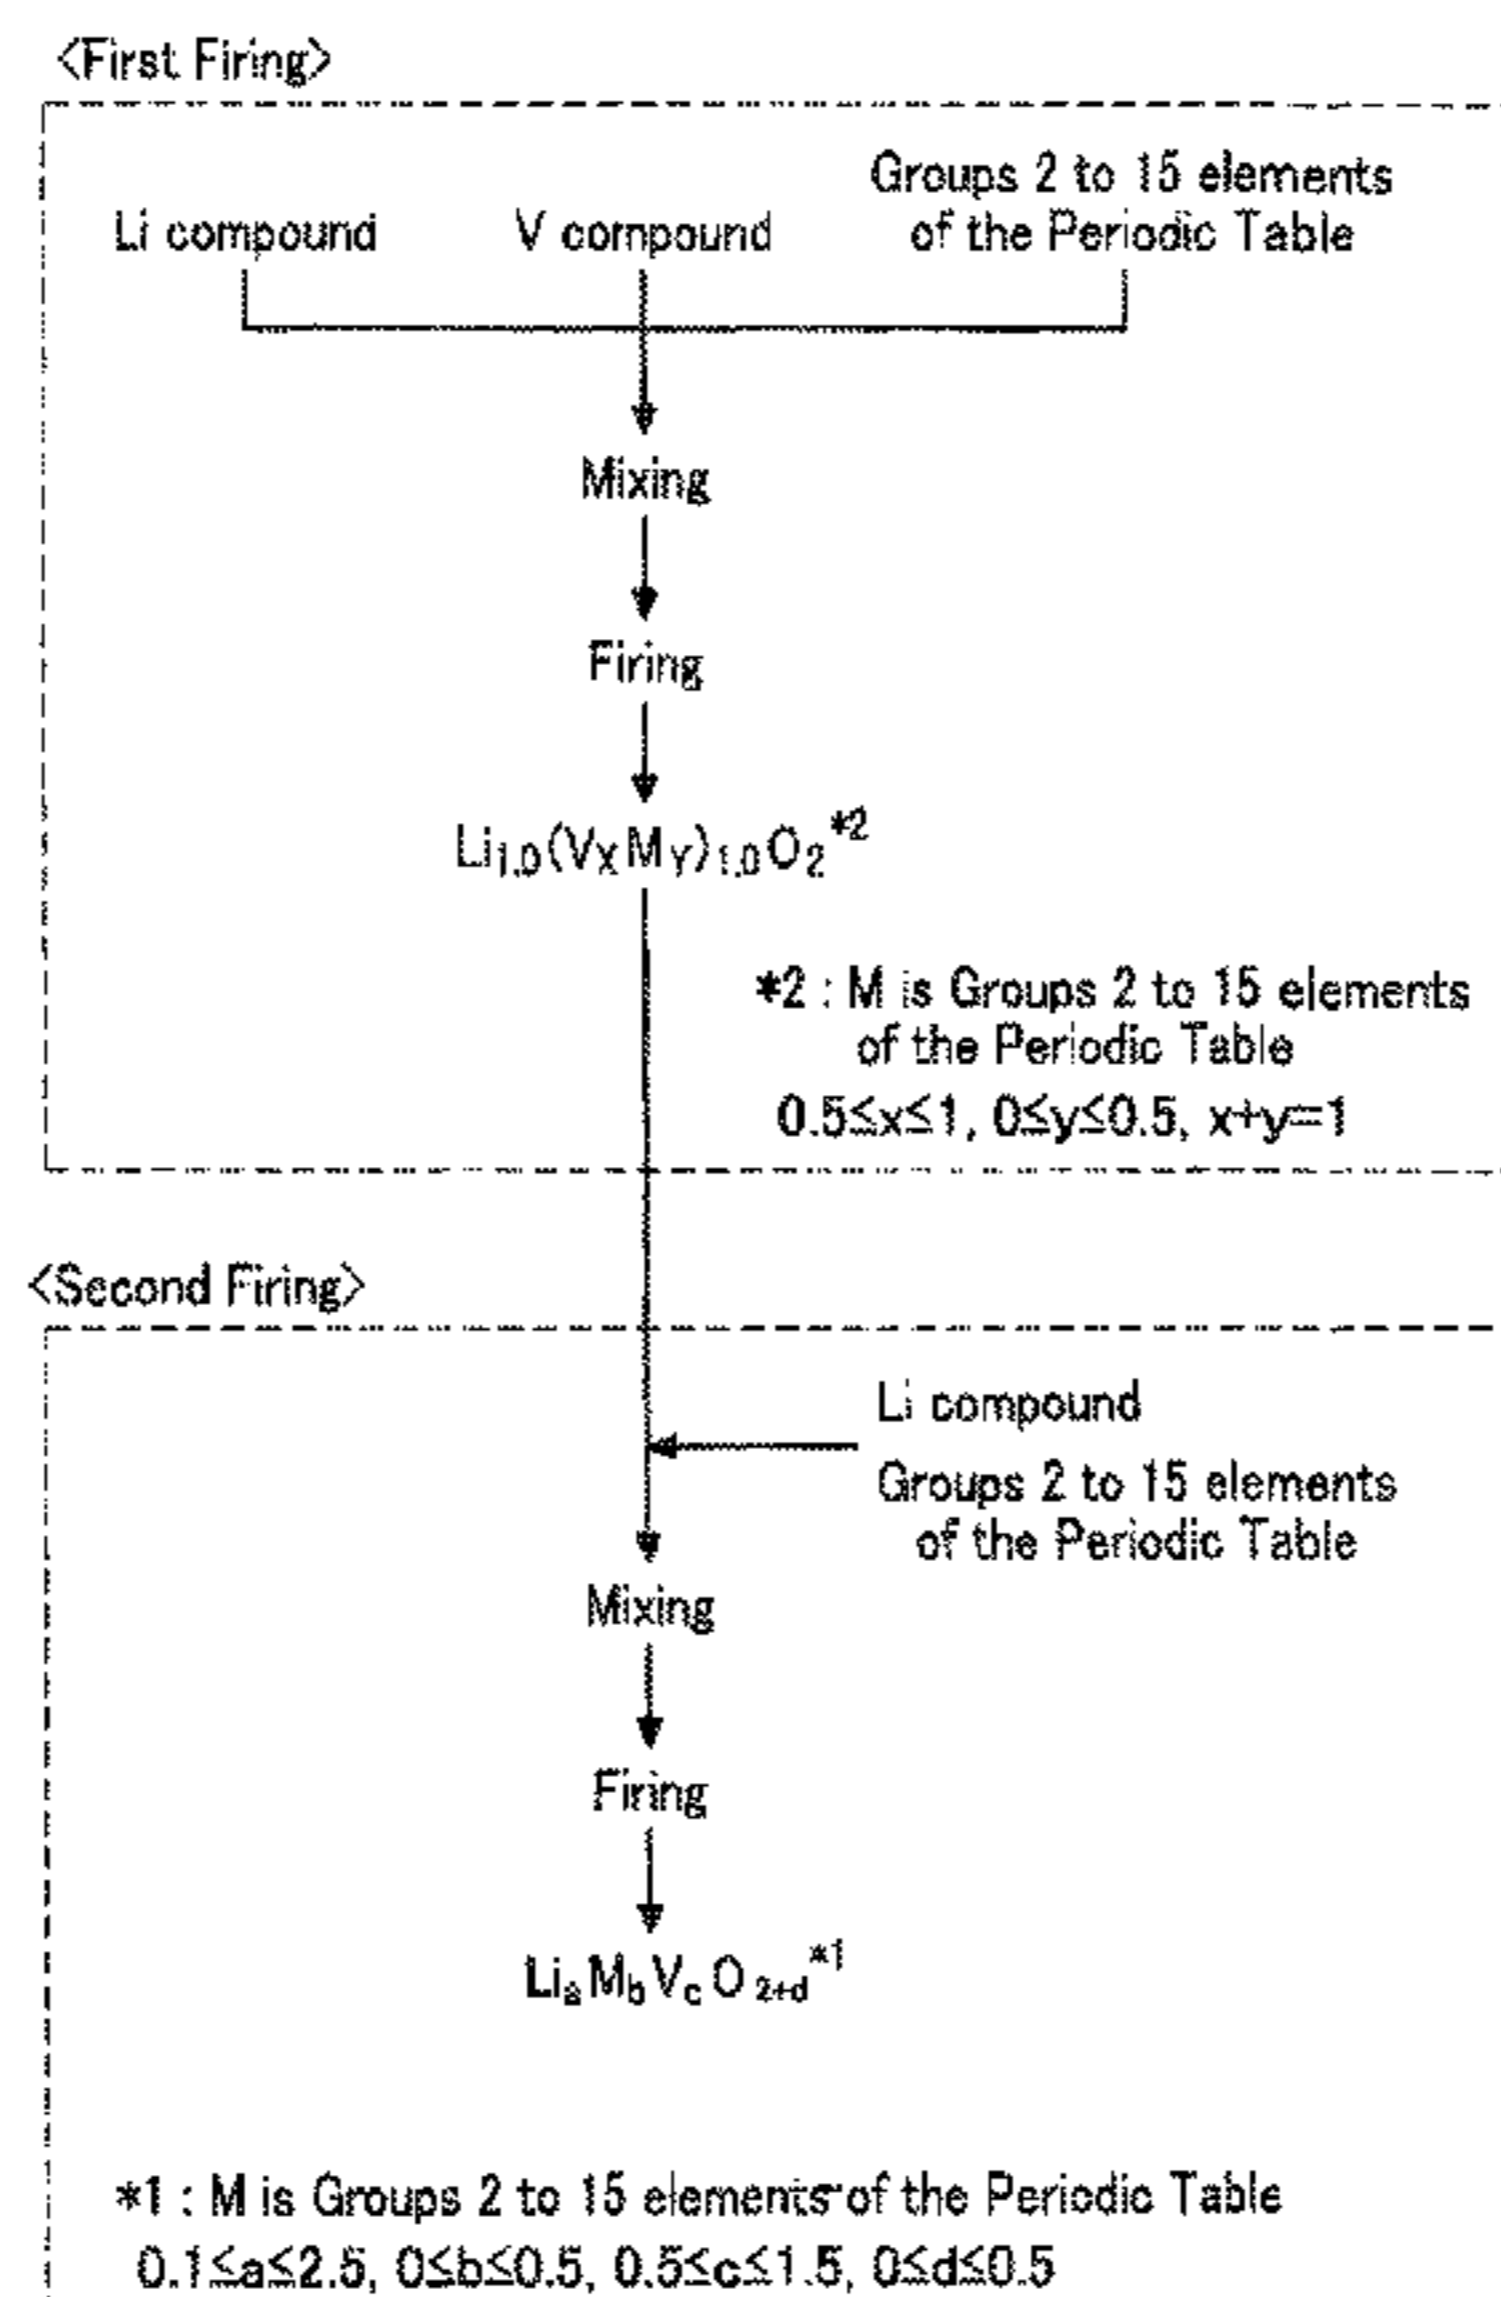 <First Firing>
Groups 2 to 15 elements
Li compound V compound of the Periodic Table
Mixing
Firing
Li1.0(VXMY)1.0O2*2
*2 : M is Groups 2 to 15 elements
of the Periodic Table
0.5≦x≦1, 0≦y≦0.5, x+y=1
<Second Firing>
Li compound
Groups 2 to 15 elements
of the Periodic Table
Mixing
Firing
LiaMbVcO2+d*1
*1 : M is Groups 2 to 15 elements of the Periodic Table
0.1≦a≦2.5, 0≦b≦0.5, 0.5≦c≦1.5, 0≦d≦0.5